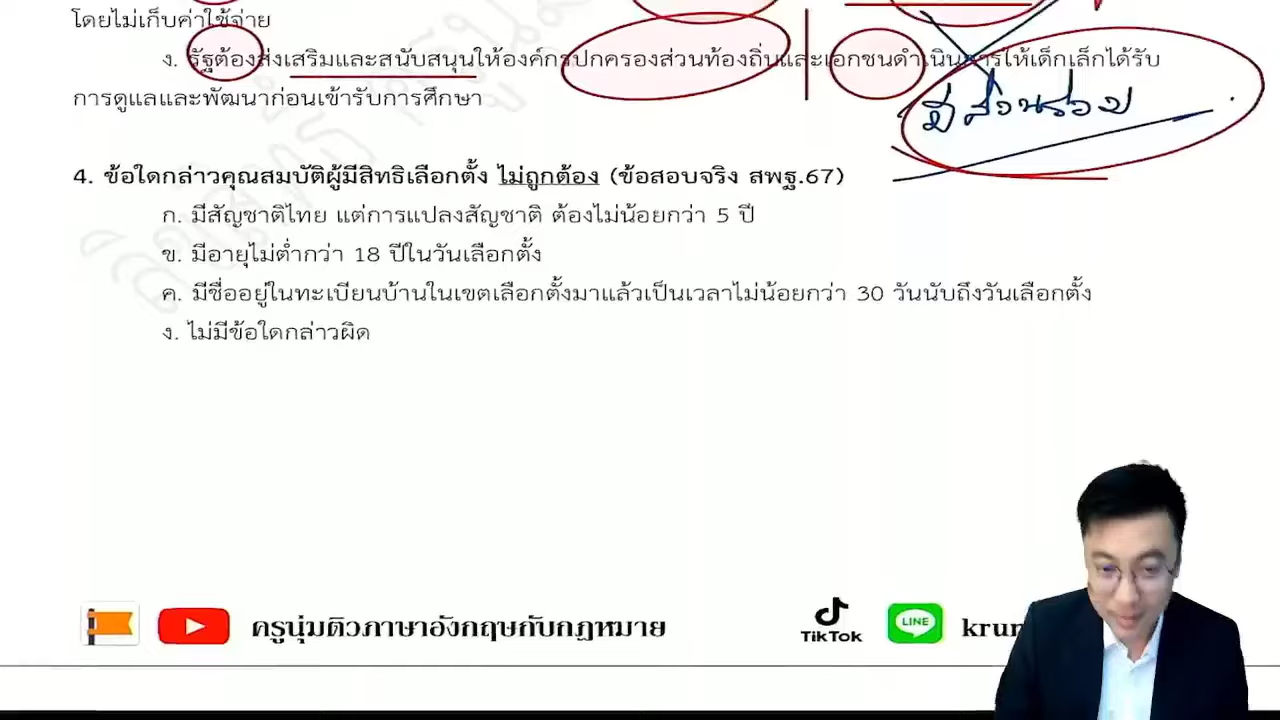 โดยไม่เก็บค่าใช้จ่าย
ง. รัฐต้องส่งเสริมและสนับสนุนให้องค์กรปกครองส่วนท้องถิ่นและเอกชนดำเนินการให้เด็กเล็กได้รับ
การดูแลและพัฒนาก่อนเข้ารับการศึกษา
มีส่วนร่วม
4. ข้อใดกล่าวคุณสมบัติผู้มีสิทธิเลือกตั้ง ไม่ถูกต้อง (ข้อสอบจริง สพฐ.67)
ก. มีสัญชาติไทย แต่การแปลงสัญชาติ ต้องไม่น้อยกว่า 5 ปี
ข. มีอายุไม่ต่ำกว่า 18 ปีในวันเลือกตั้ง
ค. มีชื่ออยู่ในทะเบียนบ้านในเขตเลือกตั้งมาแล้วเป็นเวลาไม่น้อยกว่า 30 วันนับถึงวันเลือกตั้ง
ง. ไม่มีข้อใดกล่าวผิด
ครูนุ่มติวภาษาอังกฤษกับกฎหมาย
TikTok
LINE